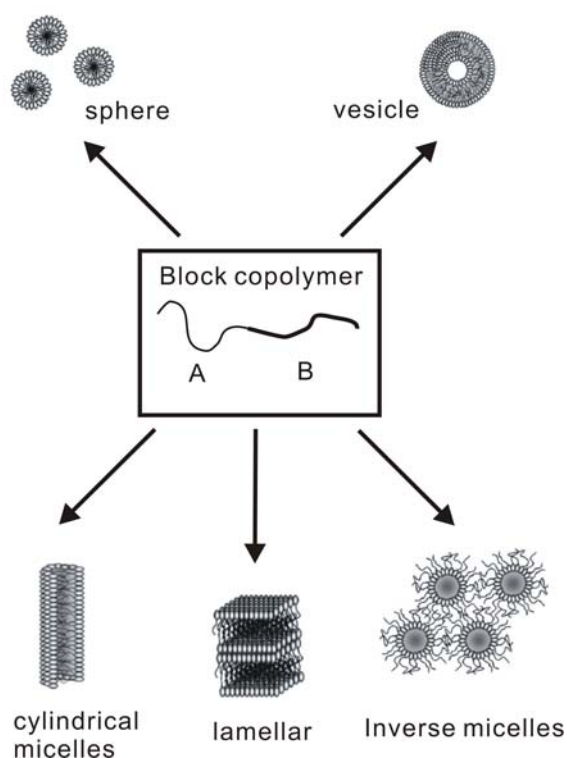 sphere
vesicle
Block copolymer
A
B
cylindrical
micelles
lamellar
Inverse micelles